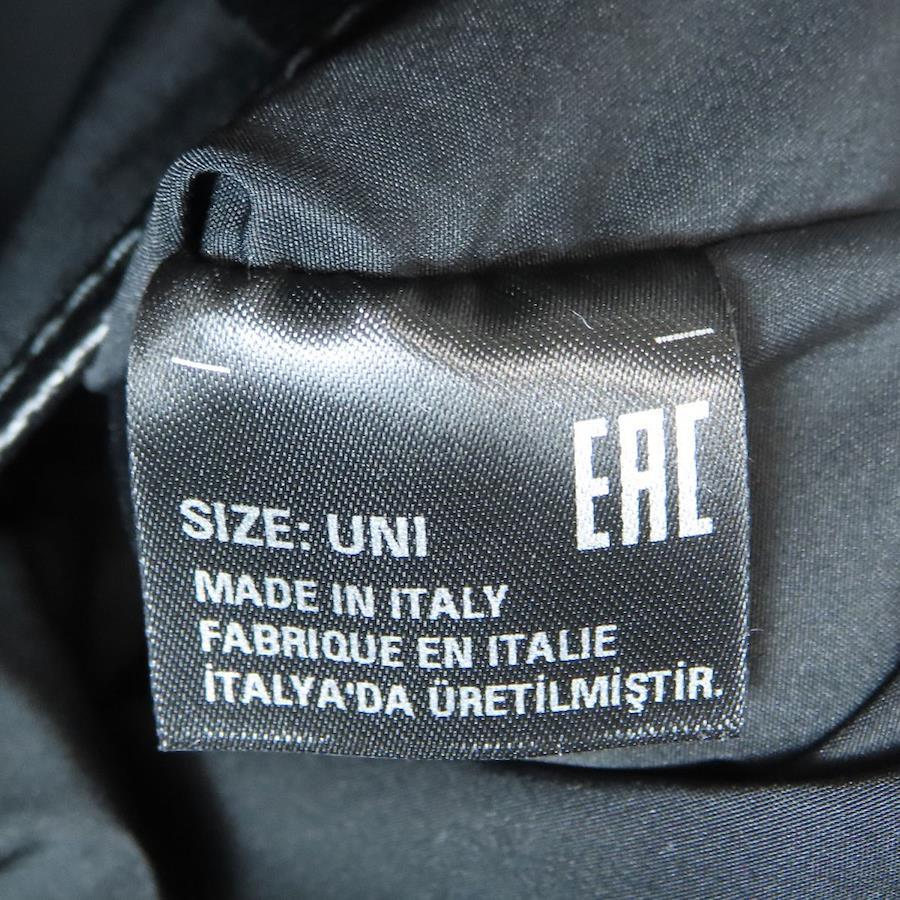 EAC
SIZE: UNI
MADE IN ITALY
FABRIQUE EN ITALIE
İTALYA'DA ÜRETİLMİŞTİR.